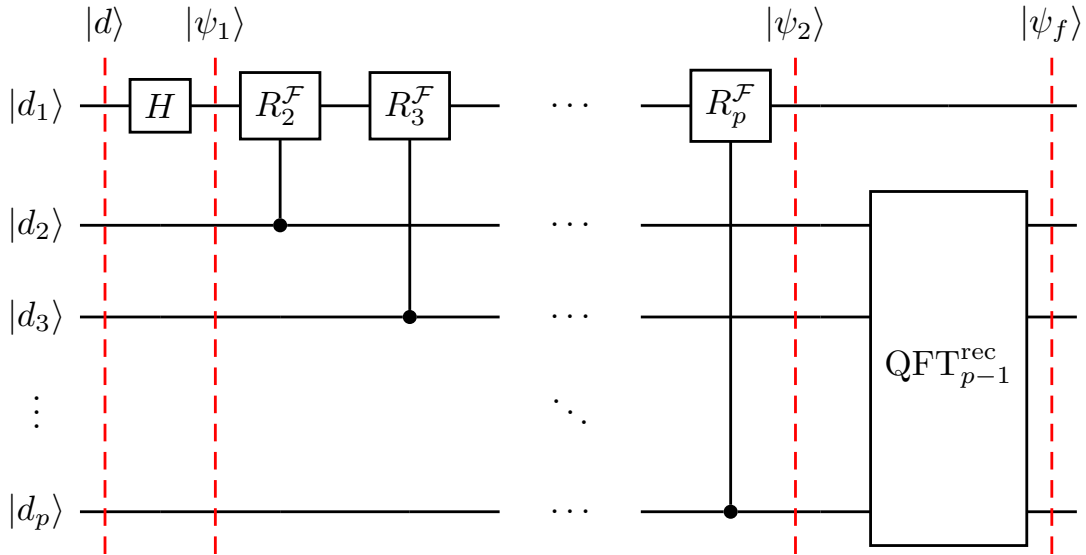 |d⟩ |ψ₁⟩ |ψ₂⟩ |ψ_f⟩
|d₁⟩ H R₂^ℱ R₃^ℱ ⋯ R_p^ℱ
|d₂⟩ ⋯
|d₃⟩ ⋯
QFT_{p−1}^{rec}
⋮ ⋱
|d_p⟩ ⋯